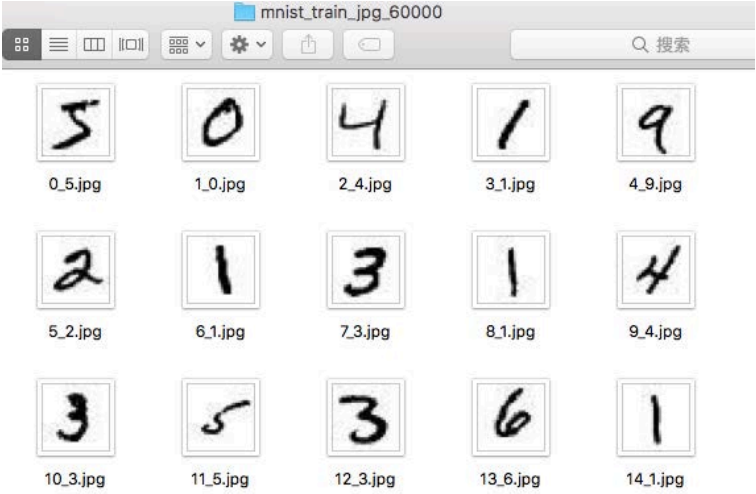 mnist_train_jpg_60000
搜索
5 0 4 1 9
0_5.jpg 1_0.jpg 2_4.jpg 3_1.jpg 4_9.jpg
2 1 3 1 4
5_2.jpg 6_1.jpg 7_3.jpg 8_1.jpg 9_4.jpg
3 5 3 6 1
10_3.jpg 11_5.jpg 12_3.jpg 13_6.jpg 14_1.jpg